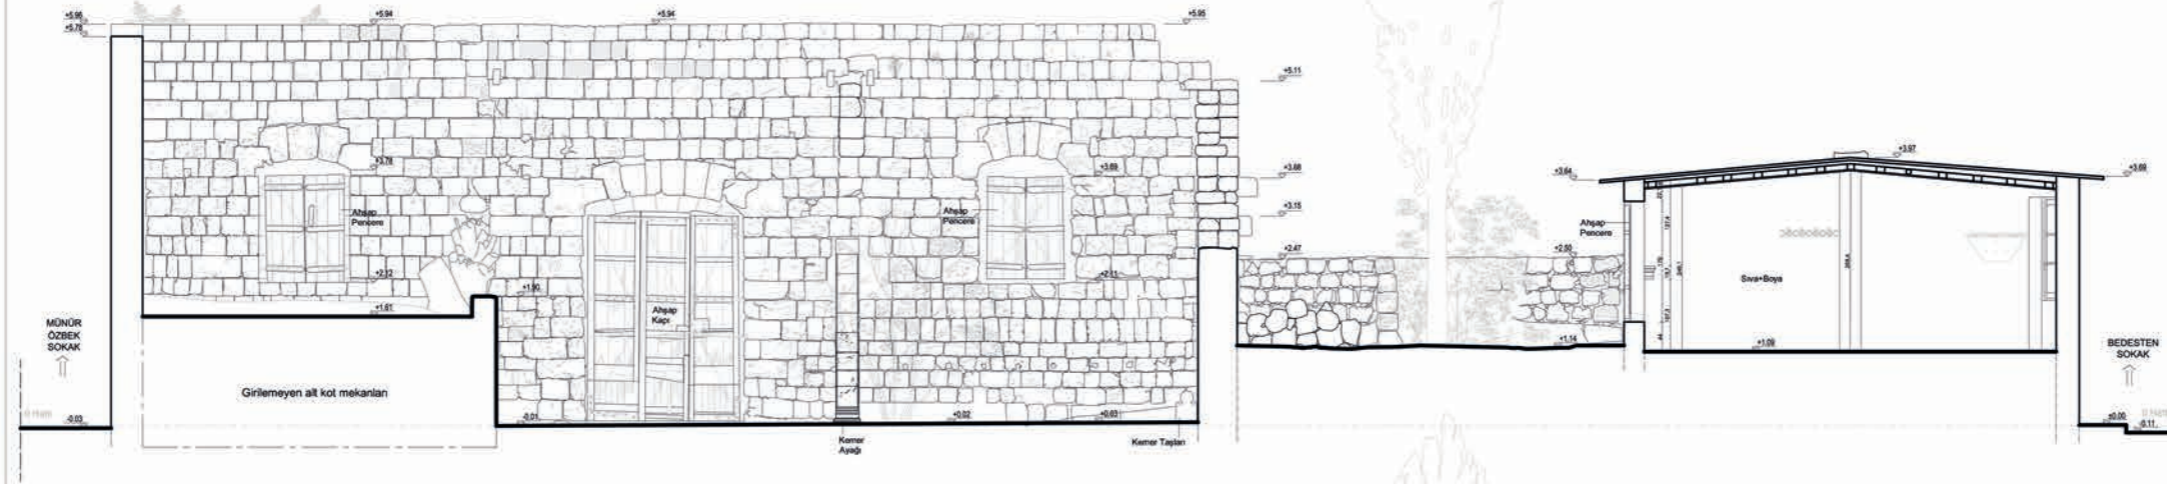 +5.95
+5.78
+5.94
+5.94
+5.95
+5.11
+3.78
+3.69
+3.68
+3.64
+3.97
+3.69
Ahşap
Pencere
Ahşap
Pencere
+3.15
Ahşap
Pencere
+2.12
+2.11
+2.47
+2.50
Sıva+Boya
+1.61
+1.50
Ahşap
Kapı
MÜNÜR
ÖZBEK
SOKAK
+1.14
+1.09
BEDESTEN
SOKAK
Girilemeyen alt kot mekanları
-0.03
-0.01
+0.02
+0.03
±0.00
-0.11
Kemer
Ayağı
Kemer Taşları